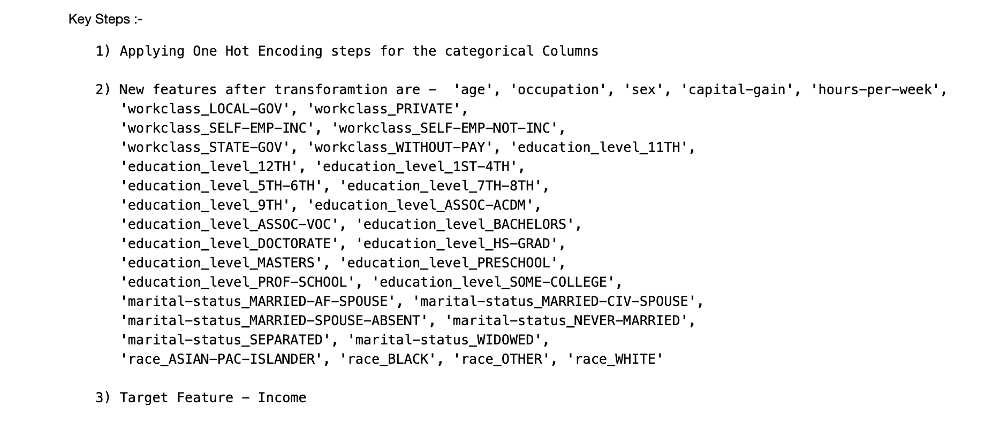 Key Steps :-
1) Applying One Hot Encoding steps for the categorical Columns
2) New features after transforamtion are –  'age', 'occupation', 'sex', 'capital-gain', 'hours-per-week',
'workclass_LOCAL-GOV', 'workclass_PRIVATE',
'workclass_SELF-EMP-INC', 'workclass_SELF-EMP-NOT-INC',
'workclass_STATE-GOV', 'workclass_WITHOUT-PAY', 'education_level_11TH',
'education_level_12TH', 'education_level_1ST-4TH',
'education_level_5TH-6TH', 'education_level_7TH-8TH',
'education_level_9TH', 'education_level_ASSOC-ACDM',
'education_level_ASSOC-VOC', 'education_level_BACHELORS',
'education_level_DOCTORATE', 'education_level_HS-GRAD',
'education_level_MASTERS', 'education_level_PRESCHOOL',
'education_level_PROF-SCHOOL', 'education_level_SOME-COLLEGE',
'marital-status_MARRIED-AF-SPOUSE', 'marital-status_MARRIED-CIV-SPOUSE',
'marital-status_MARRIED-SPOUSE-ABSENT', 'marital-status_NEVER-MARRIED',
'marital-status_SEPARATED', 'marital-status_WIDOWED',
'race_ASIAN-PAC-ISLANDER', 'race_BLACK', 'race_OTHER', 'race_WHITE'
3) Target Feature – Income